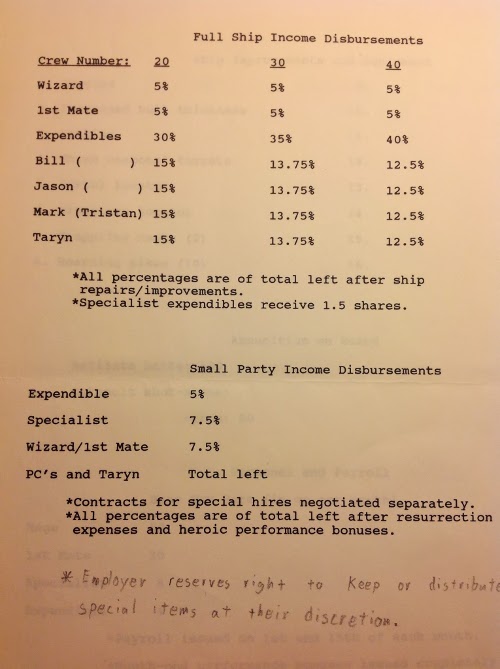 Full Ship Income Disbursements
Crew Number: 20 30 40
Wizard 5% 5% 5%
1st Mate 5% 5% 5%
Expendibles 30% 35% 40%
Bill ( ) 15% 13.75% 12.5%
Jason ( ) 15% 13.75% 12.5%
Mark (Tristan) 15% 13.75% 12.5%
Taryn 15% 13.75% 12.5%
*All percentages are of total left after ship
repairs/improvements.
*Specialist expendibles receive 1.5 shares.
Small Party Income Disbursements
Expendible 5%
Specialist 7.5%
Wizard/1st Mate 7.5%
PC's and Taryn Total left
*Contracts for special hires negotiated separately.
*All percentages are of total left after resurrection
expenses and heroic performance bonuses.
* Employer reserves right to keep or distribute
special items at their discretion.